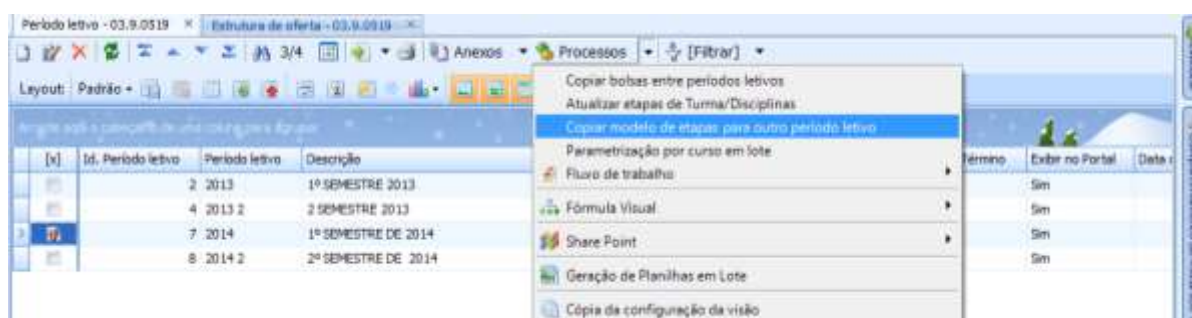 Período letivo - 03.9.0519 × Estrutura de oferta - 03.9.0519 ×
3/4 Anexos Processos [Filtrar]
Layout: Padrão
Copiar bolsas entre períodos letivos
Atualizar etapas de Turma/Disciplinas
Copiar modelo de etapas para outro período letivo
Parametrização por curso em lote
Fluxo de trabalho
Fórmula Visual
Share Point
Geração de Planilhas em Lote
Cópia da configuração da visão
[x] Id. Período letivo Período letivo Descrição Término Exibir no Portal Data
2 2013 1º SEMESTRE 2013 Sim
4 2013 2 2 SEMESTRE 2013 Sim
7 2014 1º SEMESTRE DE 2014 Sim
8 2014 2 2º SEMESTRE DE 2014 Sim